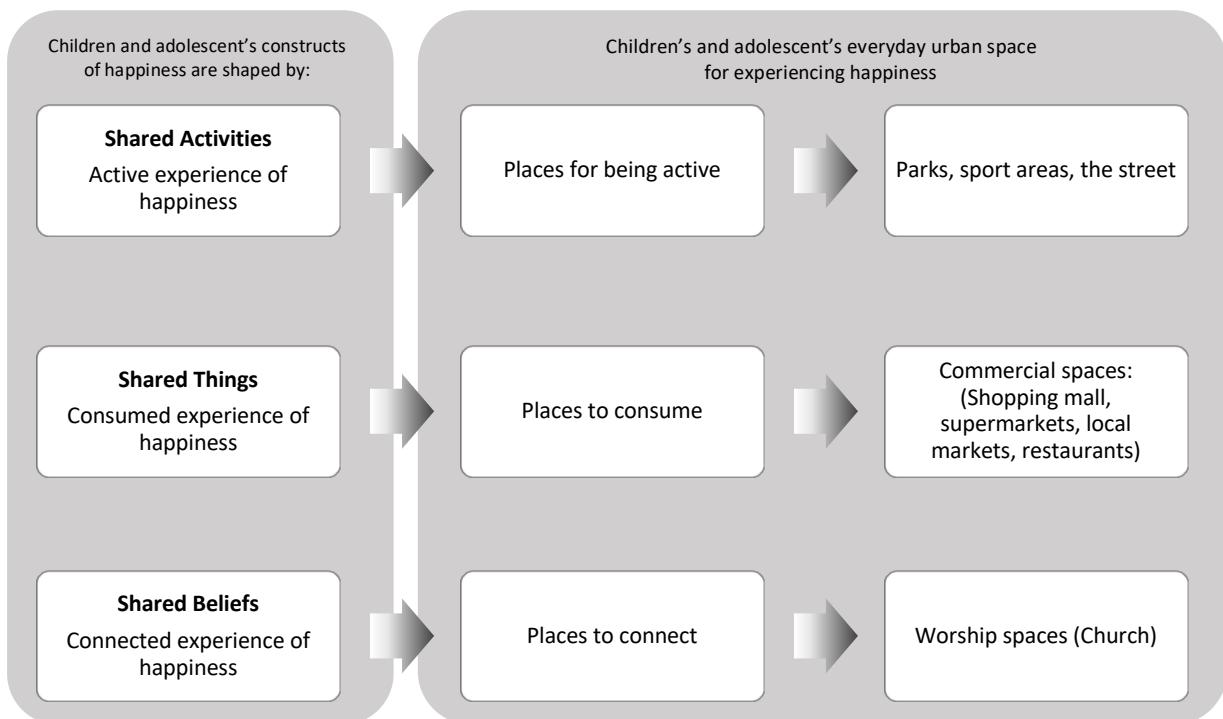 Children and adolescent’s constructs
of happiness are shaped by:
Children’s and adolescent’s everyday urban space
for experiencing happiness
Shared Activities
Active experience of
happiness
Places for being active
Parks, sport areas, the street
Shared Things
Consumed experience of
happiness
Places to consume
Commercial spaces:
(Shopping mall,
supermarkets, local
markets, restaurants)
Shared Beliefs
Connected experience of
happiness
Places to connect
Worship spaces (Church)